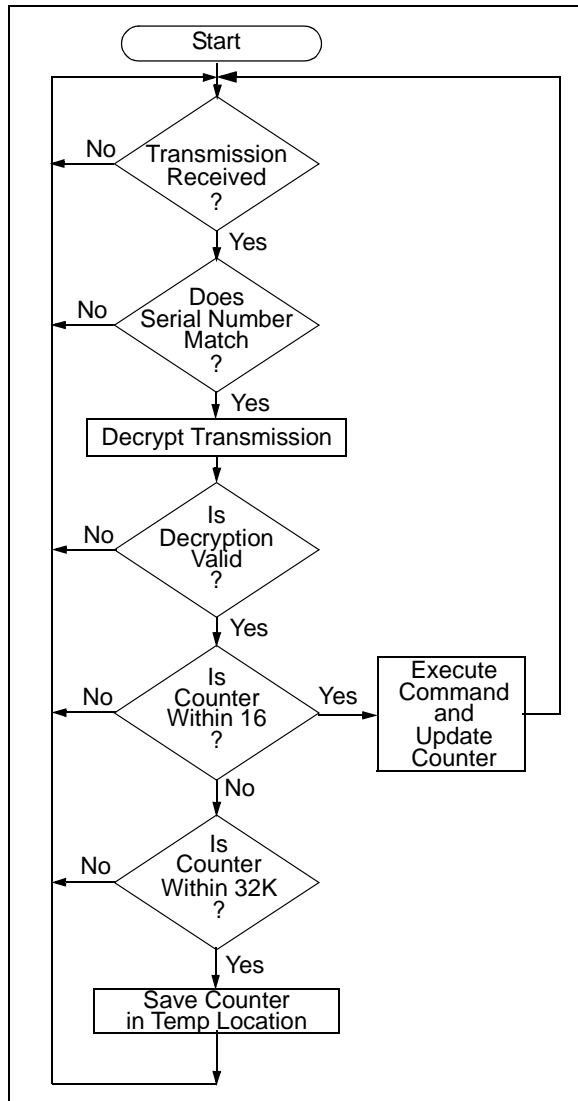 Start
No
Transmission
Received
?
Yes
No
Does
Serial Number
Match
?
Yes
Decrypt Transmission
No
Is
Decryption
Valid
?
Yes
No
Is
Counter
Within 16
?
Yes
Execute
Command
and
Update
Counter
No
No
Is
Counter
Within 32K
?
Yes
Save Counter
in Temp Location